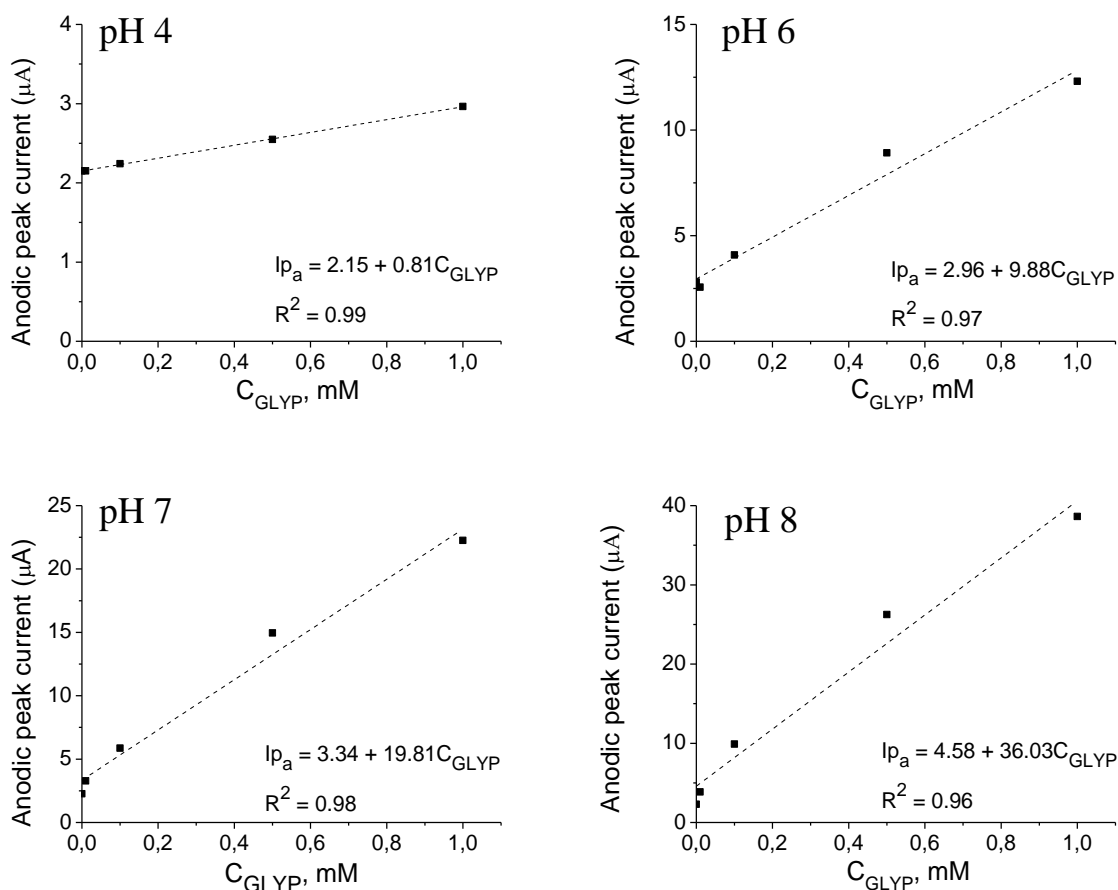 pH 4
Anodic peak current (μA)
4
3
2
1
0
Ip_a = 2.15 + 0.81C_GLYP
R^2 = 0.99
0,0 0,2 0,4 0,6 0,8 1,0
C_GLYP, mM
pH 6
Anodic peak current (μA)
15
10
5
0
Ip_a = 2.96 + 9.88C_GLYP
R^2 = 0.97
0,0 0,2 0,4 0,6 0,8 1,0
C_GLYP, mM
pH 7
Anodic peak current (μA)
25
20
15
10
5
0
Ip_a = 3.34 + 19.81C_GLYP
R^2 = 0.98
0,0 0,2 0,4 0,6 0,8 1,0
C_GLYP, mM
pH 8
Anodic peak current (μA)
40
30
20
10
0
Ip_a = 4.58 + 36.03C_GLYP
R^2 = 0.96
0,0 0,2 0,4 0,6 0,8 1,0
C_GLYP, mM